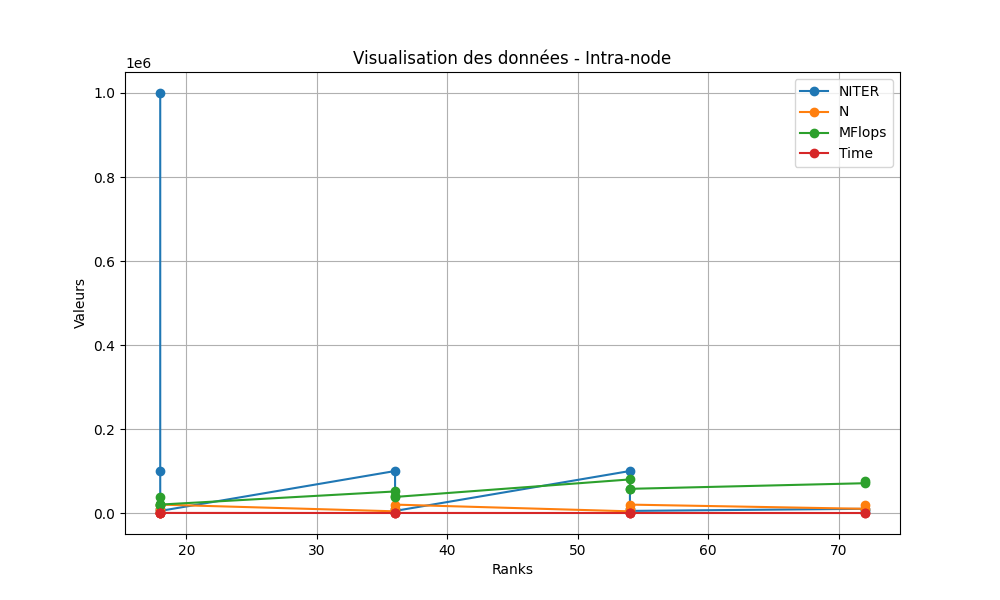 Visualisation des données - Intra-node
1e6
1.0
0.8
0.6
0.4
0.2
0.0
Valeurs
20 30 40 50 60 70
Ranks
NITER
N
MFlops
Time